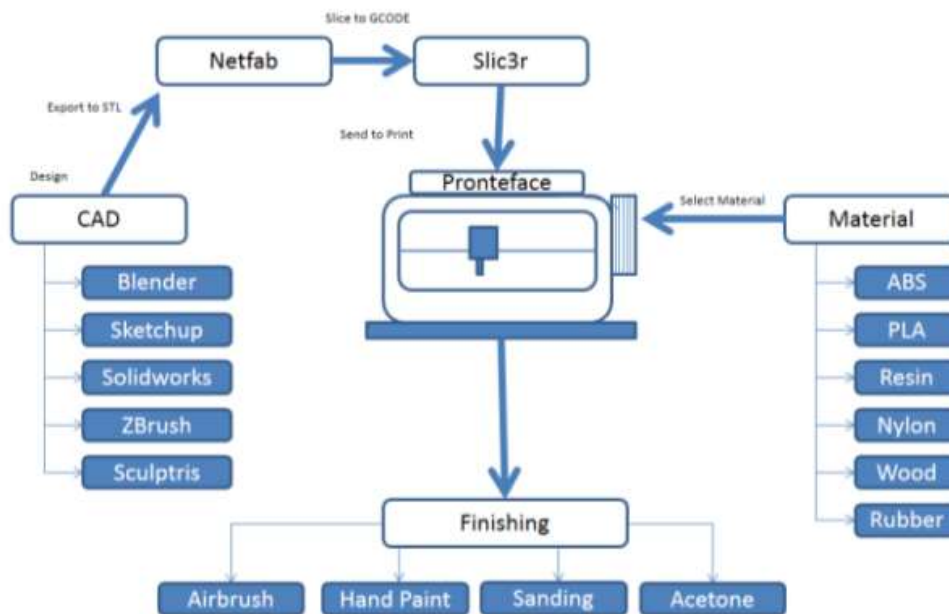 Slice to GCODE
Netfab
Slic3r
Export to STL
Send to Print
Design
Pronteface
CAD
Select Material
Material
Blender
Sketchup
Solidworks
ZBrush
Sculptris
ABS
PLA
Resin
Nylon
Wood
Rubber
Finishing
Airbrush
Hand Paint
Sanding
Acetone